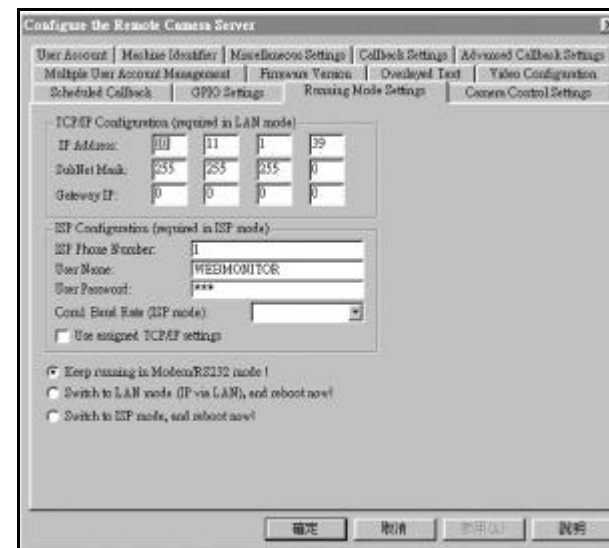 Configure the Remote Camera Server
User Account Machine Identifier Miscellaneous Settings Callback Settings Advanced Callback Settings
Multiple User Account Management Firmware Version Overlayed Text Video Configuration
Scheduled Callback GPIO Settings Running Mode Settings Camera Control Settings
TCP/IP Configuration (required in LAN mode)
IP Address: 10 11 1 39
SubNet Mask: 255 255 255 0
Gateway IP: 0 0 0 0
ISP Configuration (required in ISP mode)
ISP Phone Number: 1
User Name: WEBMONITOR
User Password: ***
Comd. Baud Rate (ISP mode)
Use assigned TCP/IP settings
Keep running in Modem/RS232 mode !
Switch to LAN mode (IP via LAN), and reboot now!
Switch to ISP mode, and reboot now!
確定 取消 套用(A) 說明